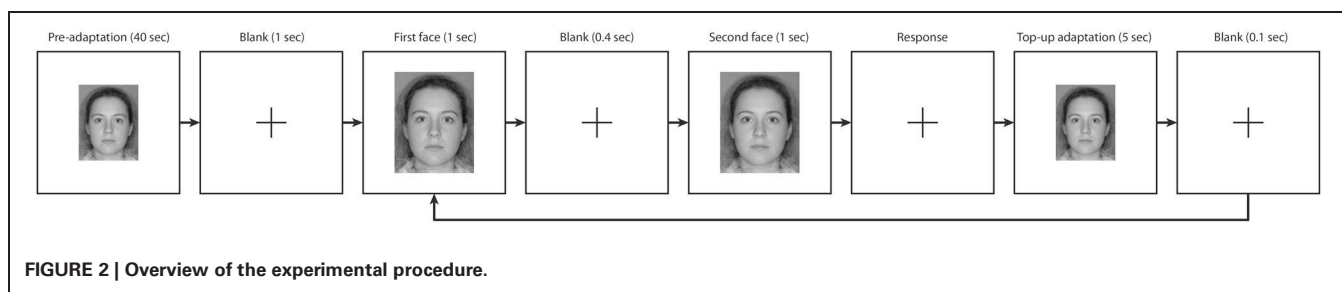 Pre-adaptation (40 sec)
Blank (1 sec)
First face (1 sec)
Blank (0.4 sec)
Second face (1 sec)
Response
Top-up adaptation (5 sec)
Blank (0.1 sec)
FIGURE 2 | Overview of the experimental procedure.